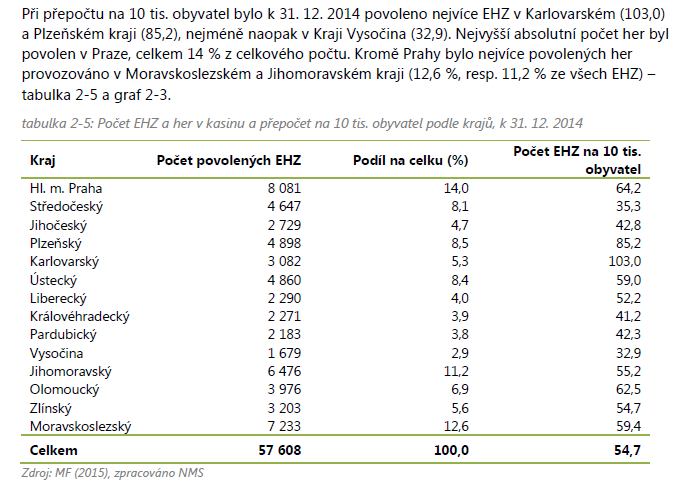 Při přepočtu na 10 tis. obyvatel bylo k 31. 12. 2014 povoleno nejvíce EHZ v Karlovarském (103,0)
a Plzeňském kraji (85,2), nejméně naopak v Kraji Vysočina (32,9). Nejvyšší absolutní počet her byl
povolen v Praze, celkem 14 % z celkového počtu. Kromě Prahy bylo nejvíce povolených her
provozováno v Moravskoslezském a Jihomoravském kraji (12,6 %, resp. 11,2 % ze všech EHZ) –
tabulka 2-5 a graf 2-3.
tabulka 2-5: Počet EHZ a her v kasinu a přepočet na 10 tis. obyvatel podle krajů, k 31. 12. 2014
Kraj Počet povolených EHZ Podíl na celku (%) Počet EHZ na 10 tis.
obyvatel
Hl. m. Praha 8 081 14,0 64,2
Středočeský 4 647 8,1 35,3
Jihočeský 2 729 4,7 42,8
Plzeňský 4 898 8,5 85,2
Karlovarský 3 082 5,3 103,0
Ústecký 4 860 8,4 59,0
Liberecký 2 290 4,0 52,2
Královéhradecký 2 271 3,9 41,2
Pardubický 2 183 3,8 42,3
Vysočina 1 679 2,9 32,9
Jihomoravský 6 476 11,2 55,2
Olomoucký 3 976 6,9 62,5
Zlínský 3 203 5,6 54,7
Moravskoslezský 7 233 12,6 59,4
Celkem 57 608 100,0 54,7
Zdroj: MF (2015), zpracováno NMS